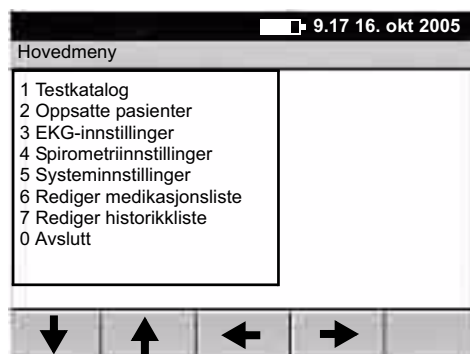 9.17 16. okt 2005
Hovedmeny
1 Testkatalog
2 Oppsatte pasienter
3 EKG-innstillinger
4 Spirometriinnstillinger
5 Systeminnstillinger
6 Rediger medikasjonsliste
7 Rediger historikkliste
0 Avslutt